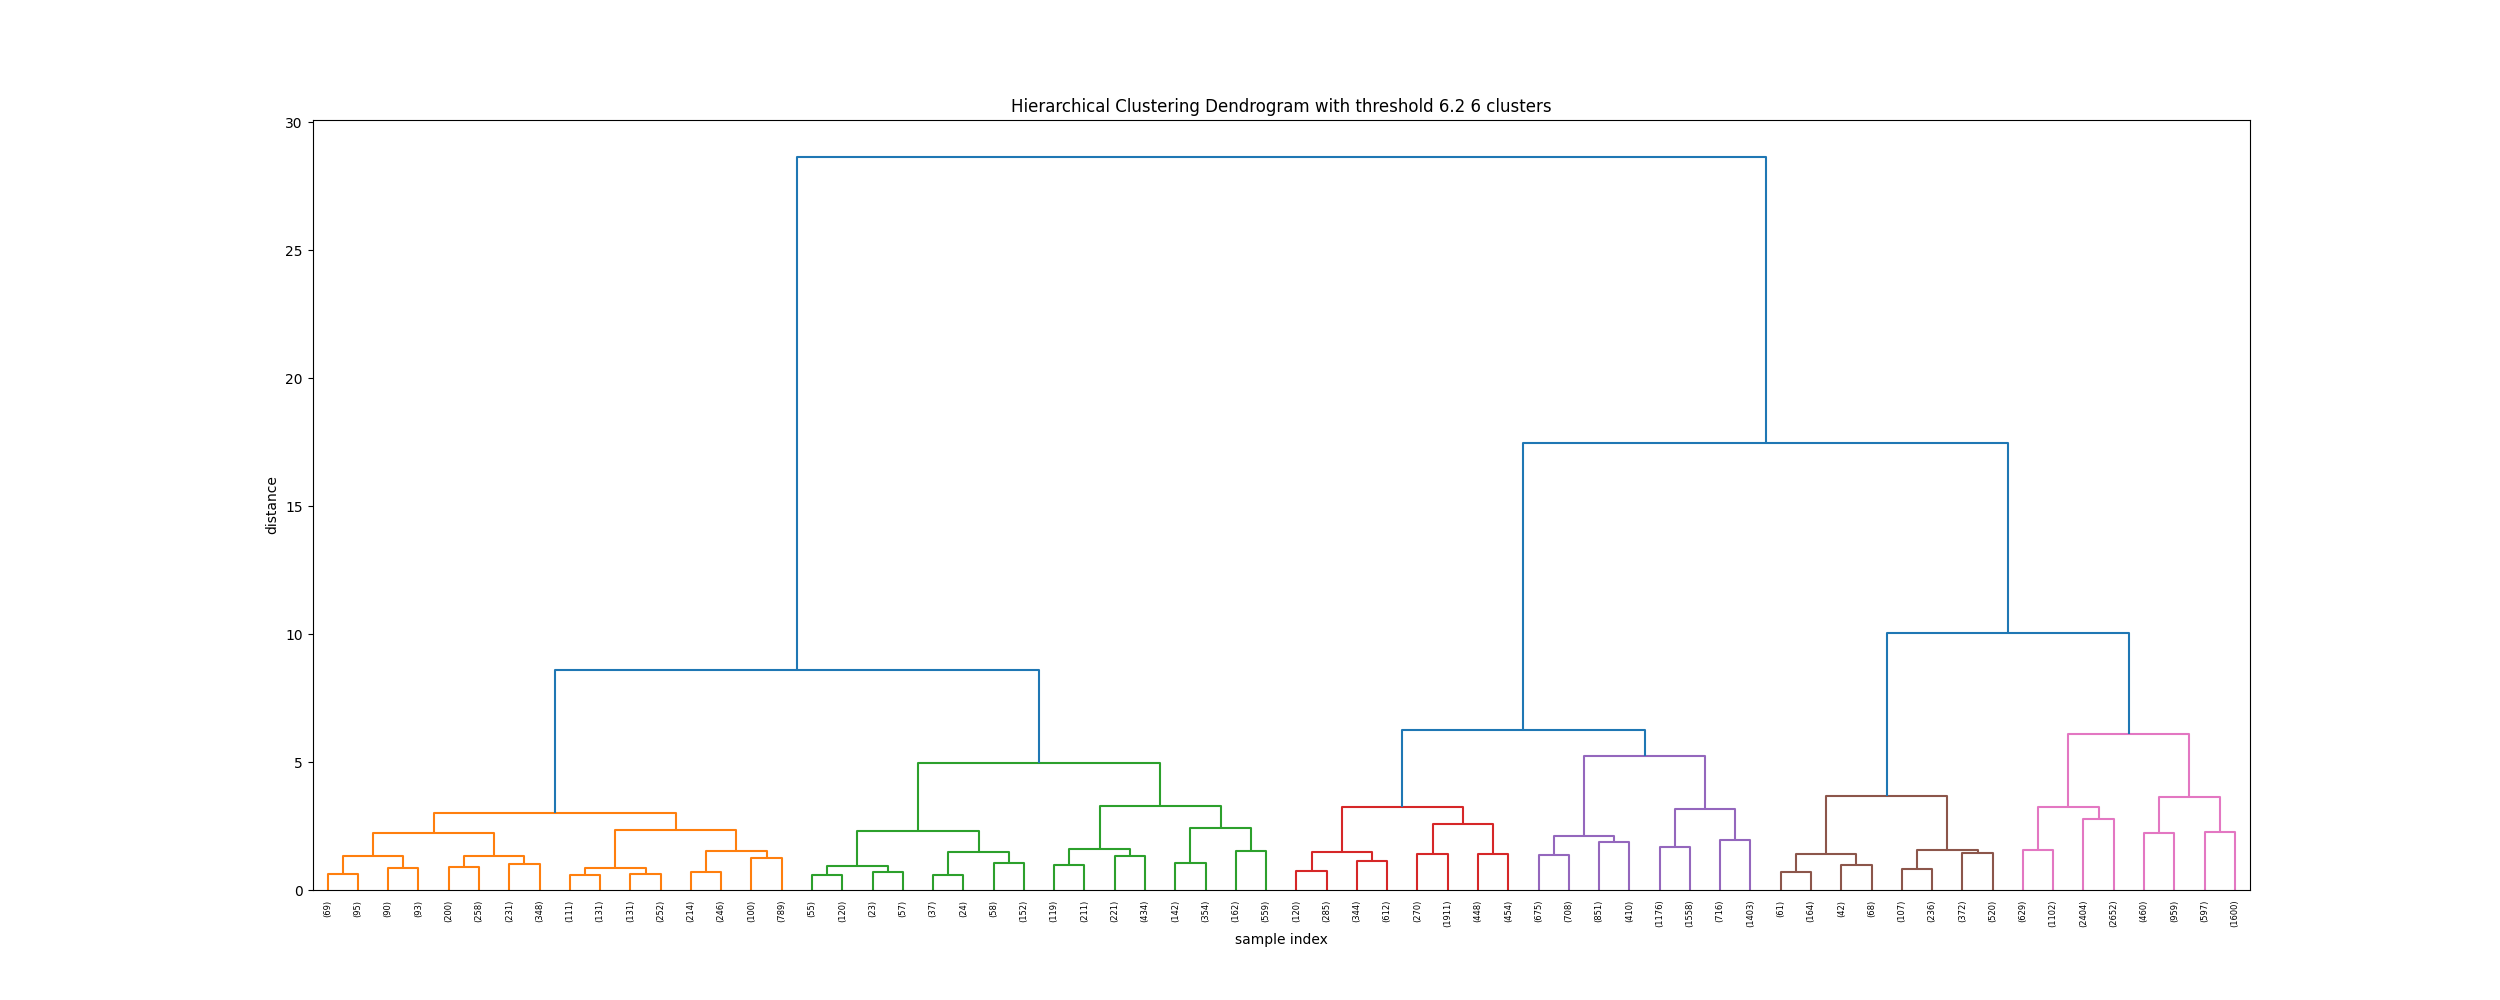 Hierarchical Clustering Dendrogram with threshold 6.2 6 clusters
30
25
20
15
10
5
0
distance
(69) (95) (90) (93) (200) (258) (231) (348) (111) (131) (131) (252) (214) (246) (100) (789) (55) (120) (23) (57) (37) (24) (58) (152) (119) (211) (221) (434) (142) (354) (162) (559) (120) (285) (344) (612) (270) (1911) (448) (454) (675) (708) (851) (410) (1176) (1558) (716) (1403) (61) (164) (42) (68) (107) (236) (372) (520) (629) (1102) (2404) (2652) (460) (959) (597) (1600)
sample index